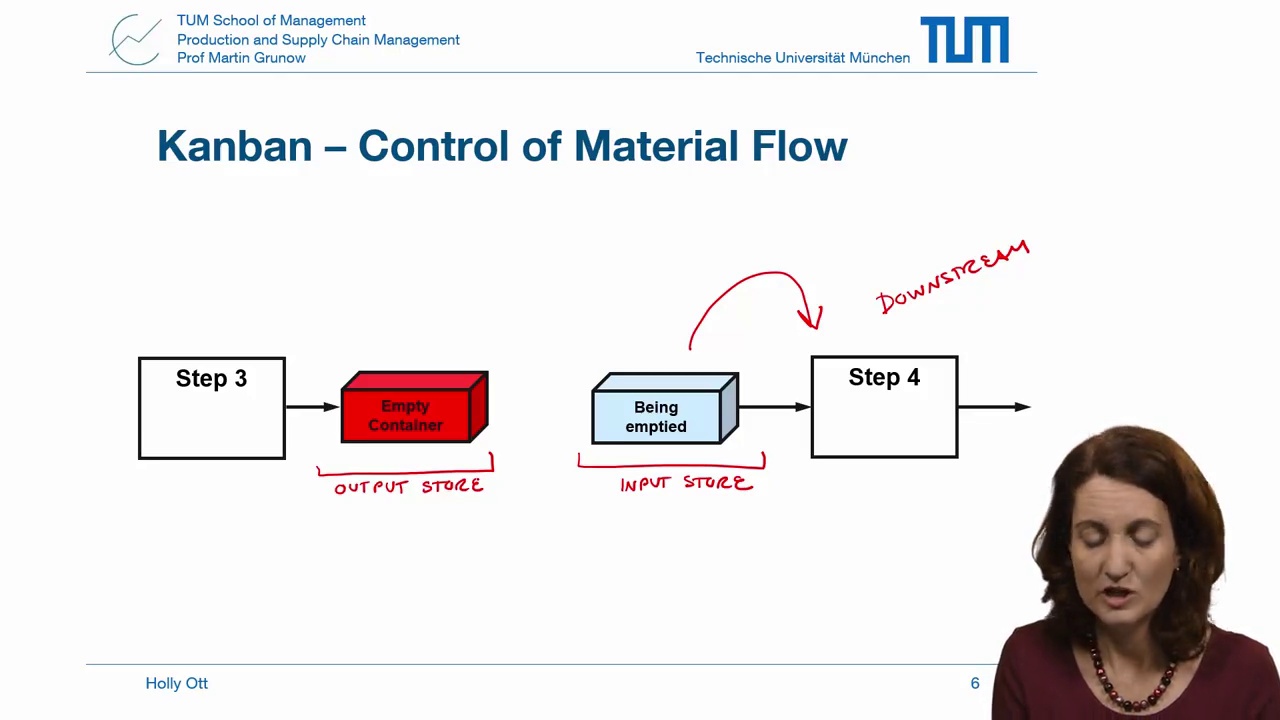 TUM School of Management
Production and Supply Chain Management
Prof Martin Grunow
Technische Universität München
TUM
Kanban – Control of Material Flow
DOWNSTREAM
Step 3
Empty
Container
Being
emptied
Step 4
OUTPUT STORE
INPUT STORE
Holly Ott
6